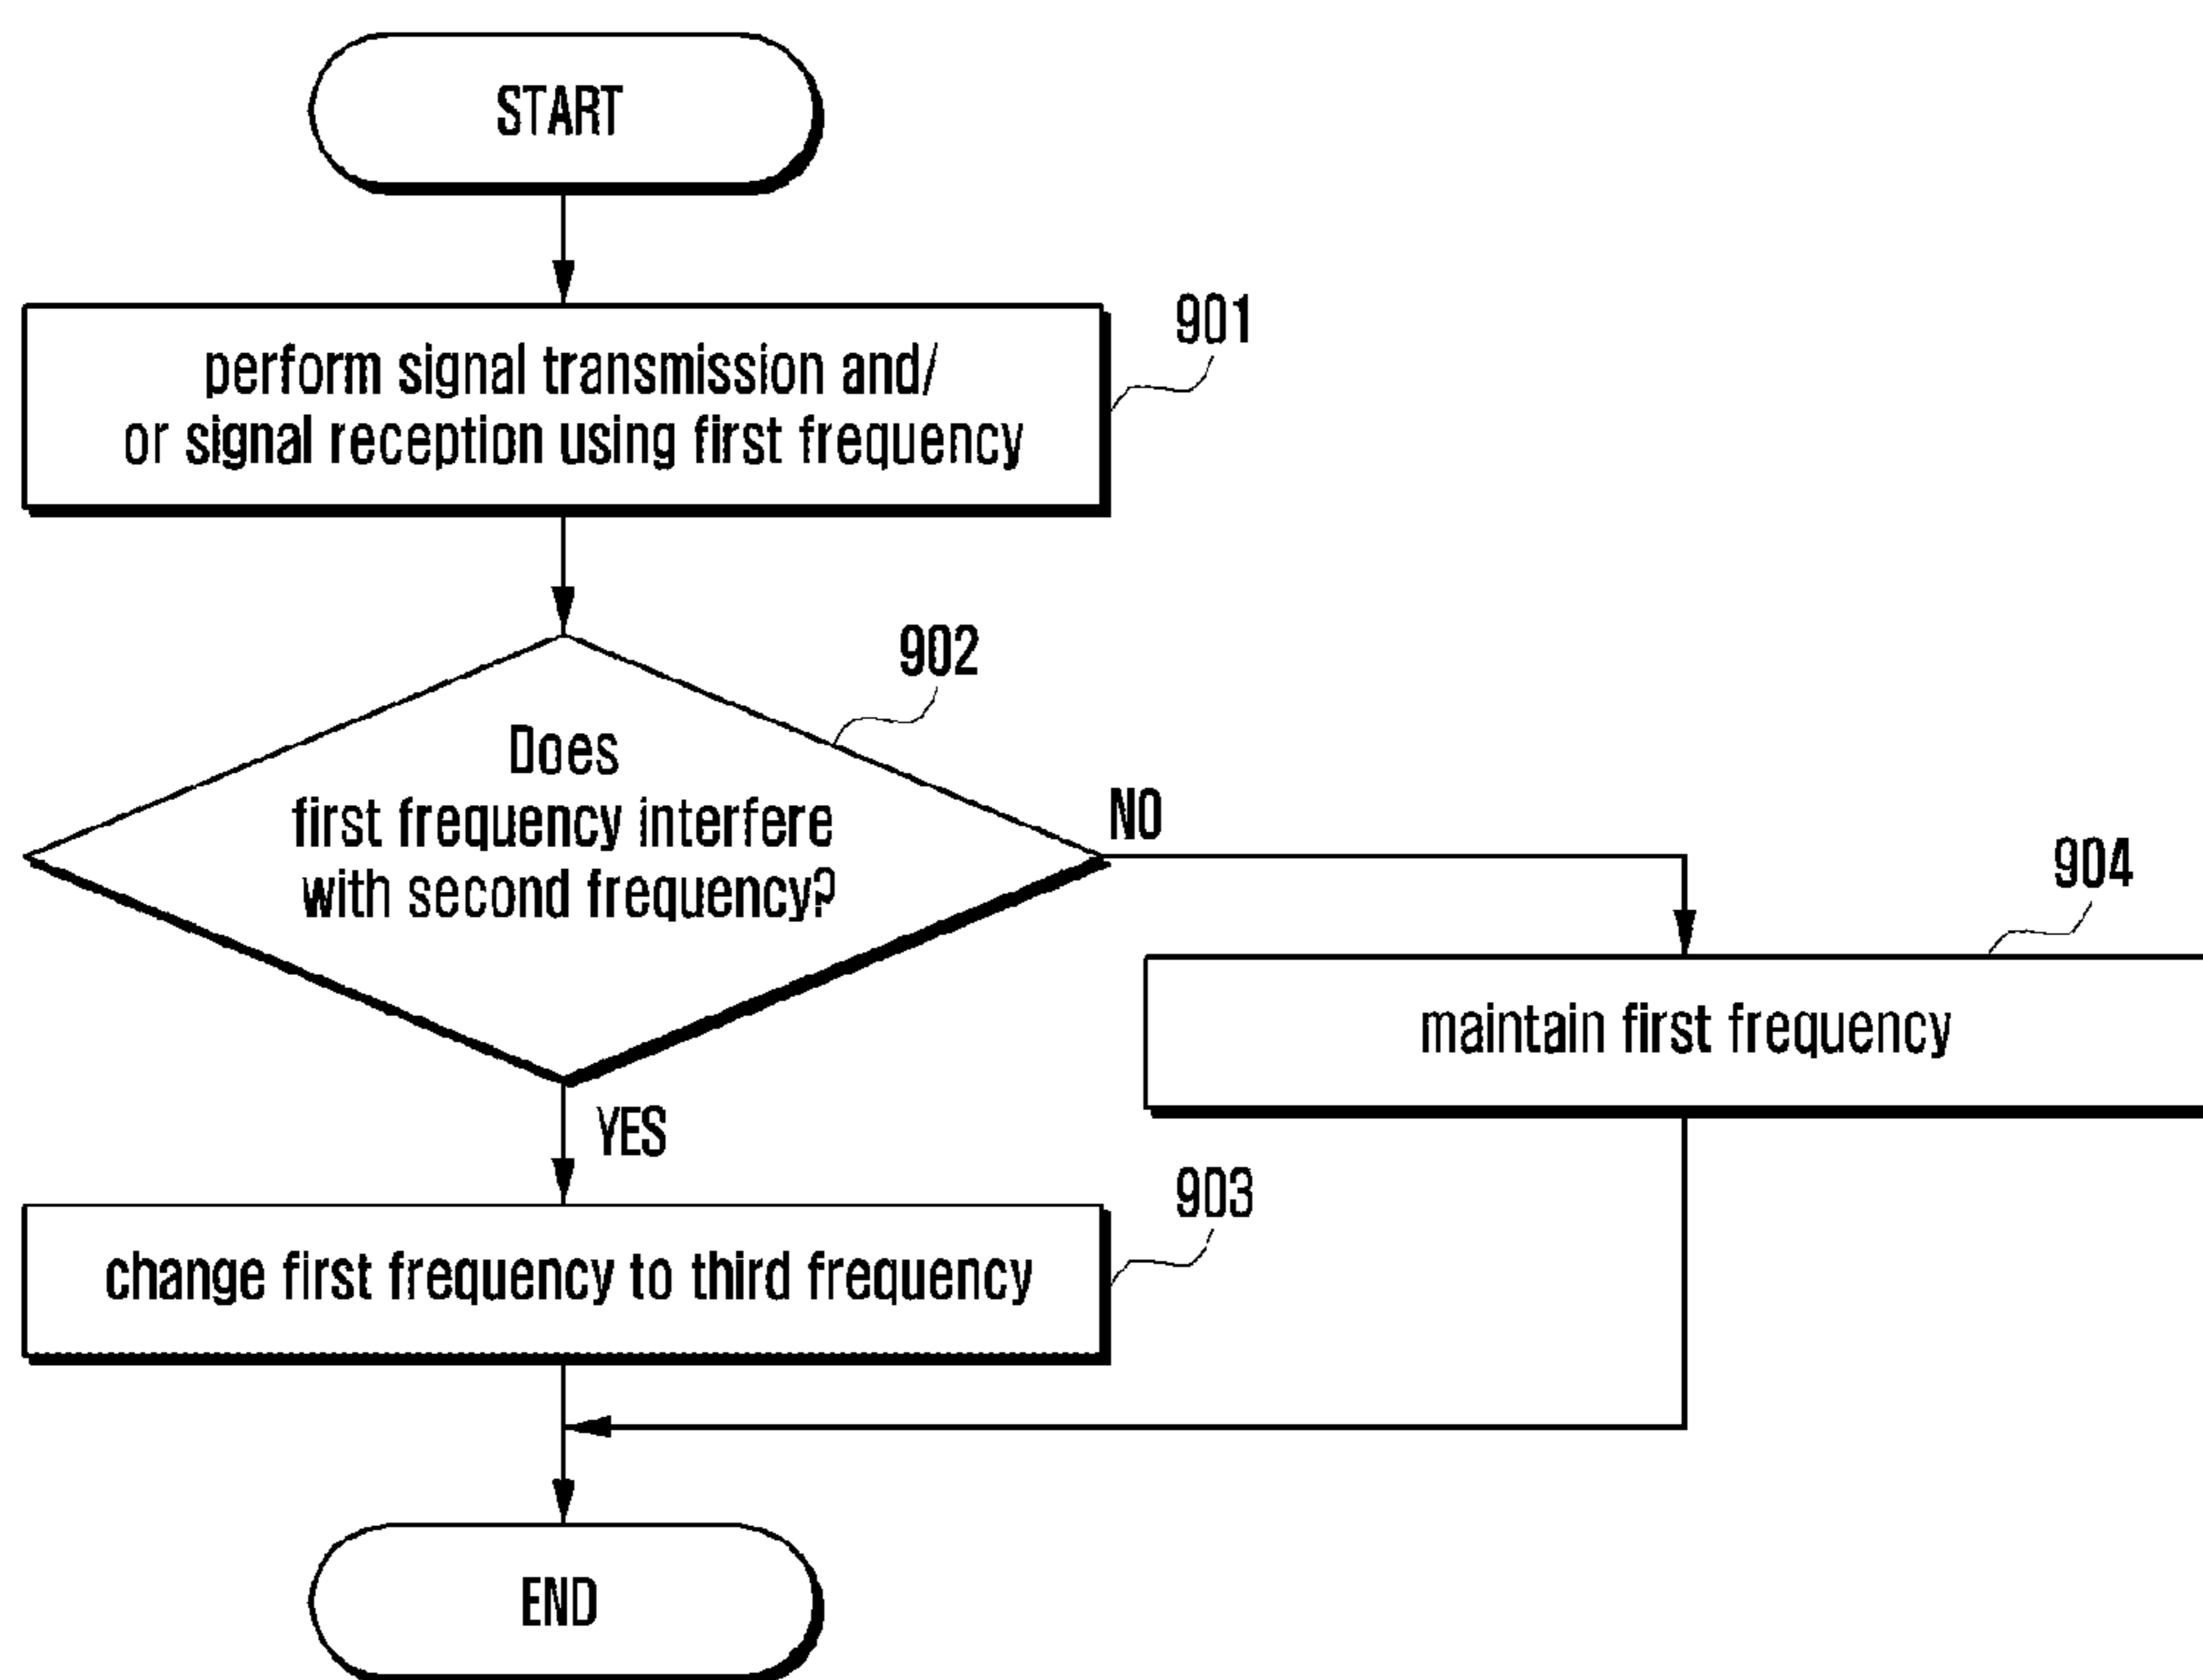 START
901
perform signal transmission and/
or signal reception using first frequency
902
Does
first frequency interfere
with second frequency?
NO
904
maintain first frequency
YES
903
change first frequency to third frequency
END